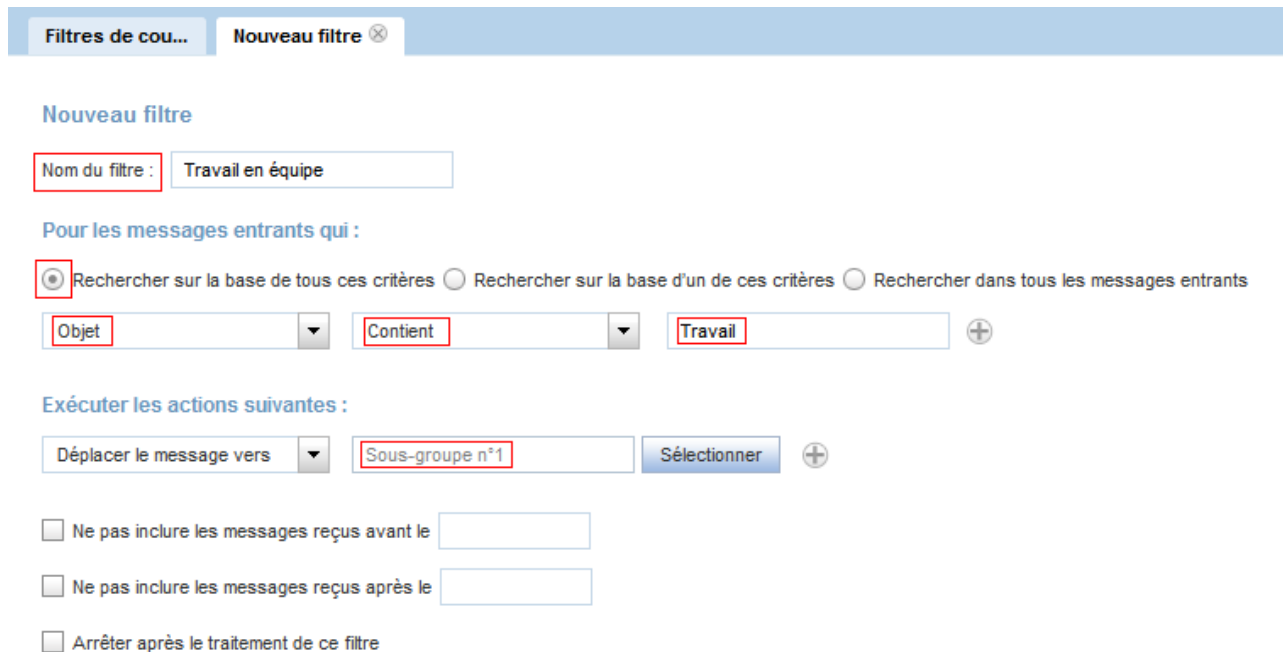 Filtres de cou... Nouveau filtre
Nouveau filtre
Nom du filtre : Travail en équipe
Pour les messages entrants qui :
Rechercher sur la base de tous ces critères Rechercher sur la base d'un de ces critères Rechercher dans tous les messages entrants
Objet Contient Travail
Exécuter les actions suivantes :
Déplacer le message vers Sous-groupe n°1 Sélectionner
Ne pas inclure les messages reçus avant le
Ne pas inclure les messages reçus après le
Arrêter après le traitement de ce filtre